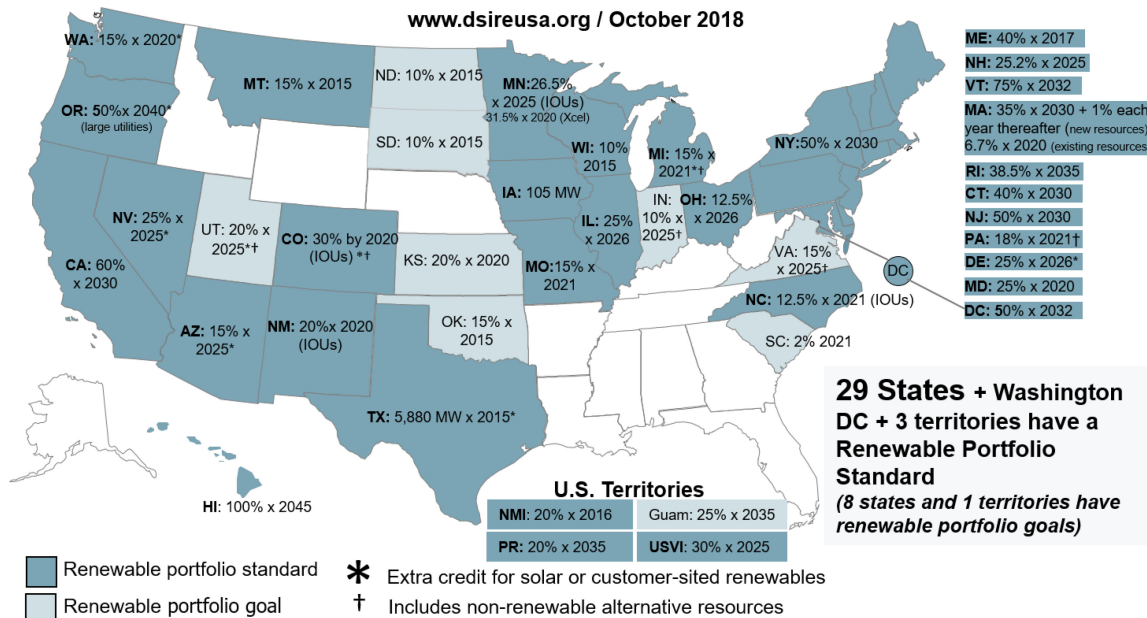 www.dsireusa.org / October 2018
WA: 15% x 2020*
OR: 50%x 2040*
(large utilities)
CA: 60%
x 2030
NV: 25% x
2025*
MT: 15% x 2015
UT: 20% x
2025*†
AZ: 15% x
2025*
CO: 30% by 2020
(IOUs) *†
NM: 20%x 2020
(IOUs)
ND: 10% x 2015
SD: 10% x 2015
KS: 20% x 2020
OK: 15% x
2015
TX: 5,880 MW x 2015*
MN:26.5%
x 2025 (IOUs)
31.5% x 2020 (Xcel)
IA: 105 MW
MO:15% x
2021
WI: 10%
2015
IL: 25%
x 2026
MI: 15% x
2021*†
IN:
10% x
2025†
OH: 12.5%
x 2026
NY:50% x 2030
VA: 15%
x 2025†
NC: 12.5% x 2021 (IOUs)
SC: 2% 2021
DC
HI: 100% x 2045
ME: 40% x 2017
NH: 25.2% x 2025
VT: 75% x 2032
MA: 35% x 2030 + 1% each
year thereafter (new resources)
6.7% x 2020 (existing resources
RI: 38.5% x 2035
CT: 40% x 2030
NJ: 50% x 2030
PA: 18% x 2021†
DE: 25% x 2026*
MD: 25% x 2020
DC: 50% x 2032
29 States + Washington
DC + 3 territories have a
Renewable Portfolio
Standard
(8 states and 1 territories have
renewable portfolio goals)
U.S. Territories
NMI: 20% x 2016
Guam: 25% x 2035
PR: 20% x 2035
USVI: 30% x 2025
Renewable portfolio standard
Renewable portfolio goal
* Extra credit for solar or customer-sited renewables
† Includes non-renewable alternative resources